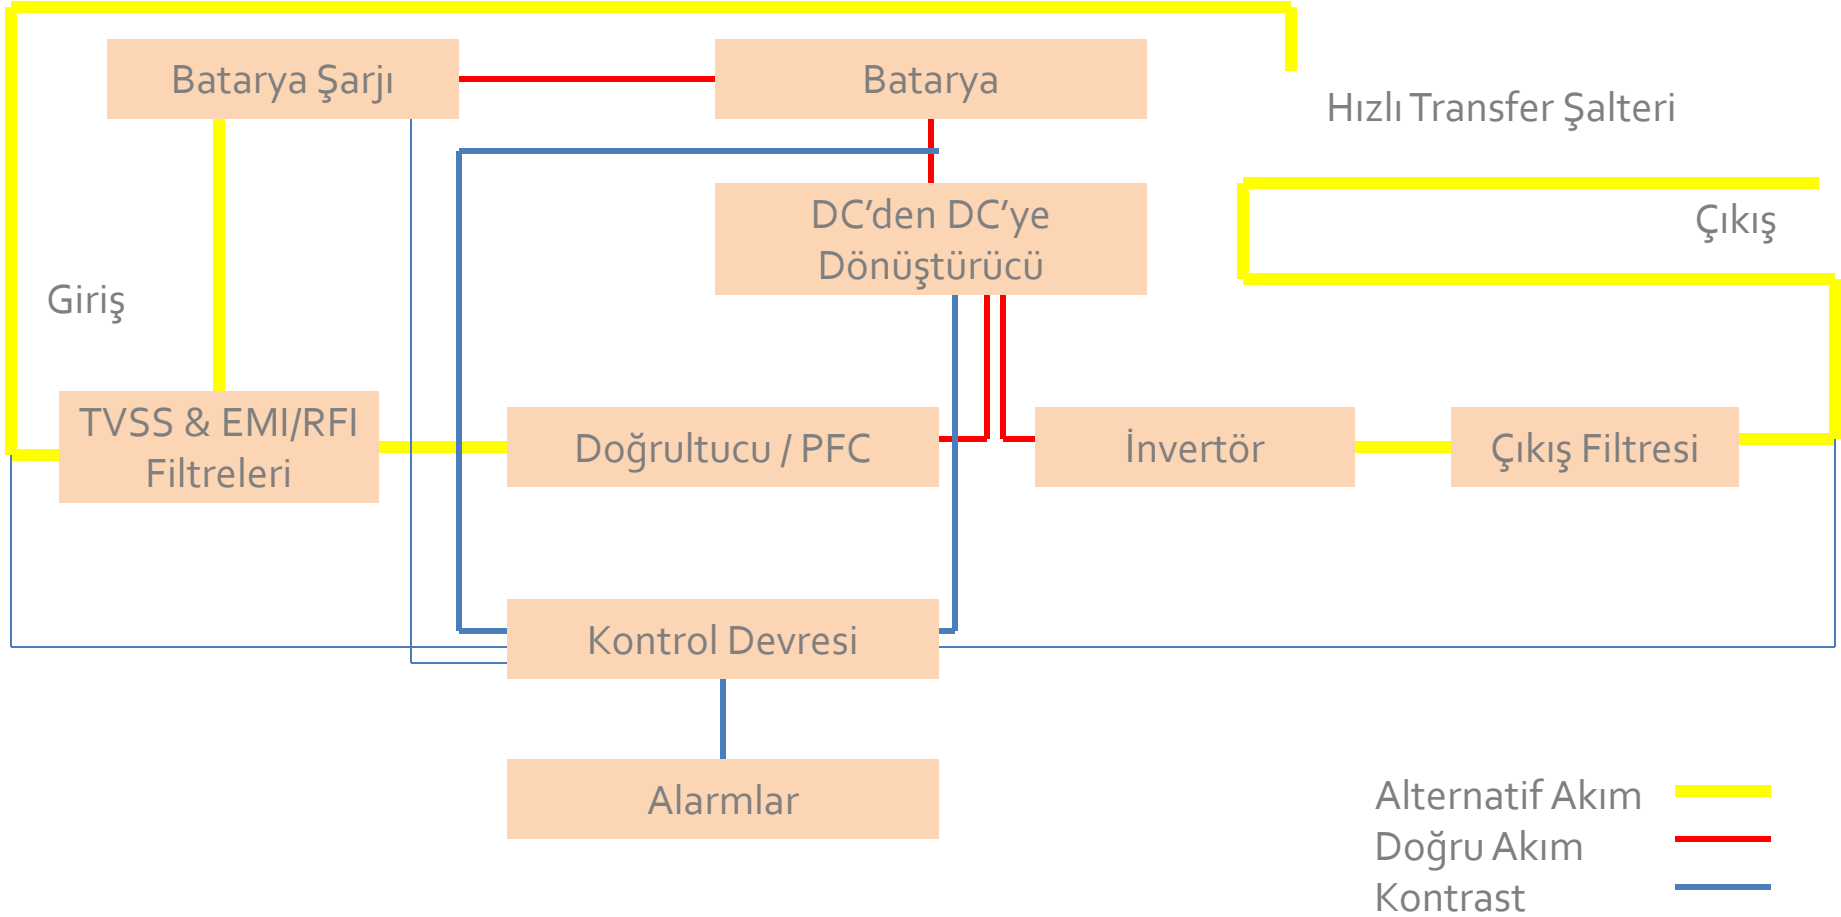 Batarya Şarjı
Batarya
Hızlı Transfer Şalteri
DC’den DC’ye
Dönüştürücü
Çıkış
Giriş
TVSS & EMI/RFI
Filtreleri
Doğrultucu / PFC
İnvertör
Çıkış Filtresi
Kontrol Devresi
Alarmlar
Alternatif Akım
Doğru Akım
Kontrast